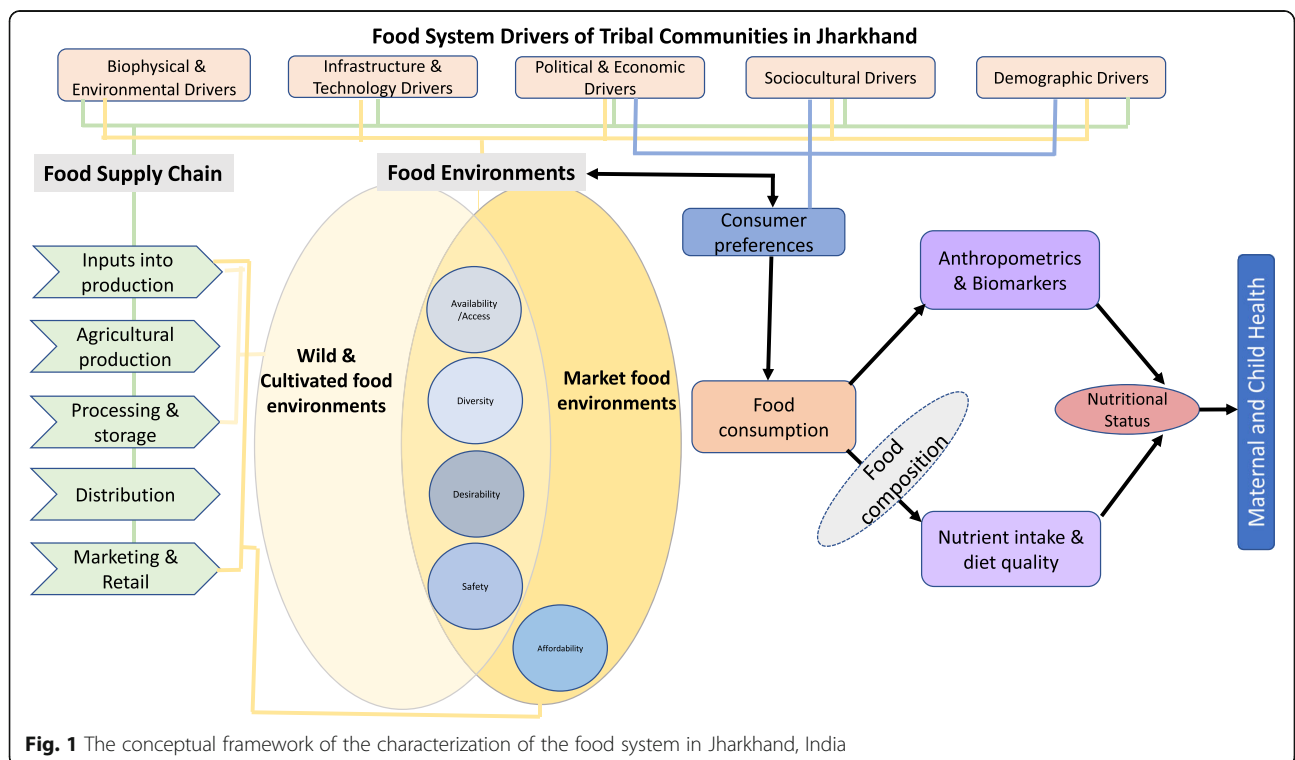 Food System Drivers of Tribal Communities in Jharkhand
Biophysical &
Environmental Drivers
Infrastructure &
Technology Drivers
Political & Economic
Drivers
Sociocultural Drivers
Demographic Drivers
Food Supply Chain
Food Environments
Consumer
preferences
Inputs into
production
Agricultural
production
Processing &
storage
Distribution
Marketing &
Retail
Wild &
Cultivated food
environments
Availability
/Access
Diversity
Desirability
Safety
Affordability
Market food
environments
Food
consumption
Food
composition
Anthropometrics
& Biomarkers
Nutrient intake &
diet quality
Nutritional
Status
Maternal and Child Health
Fig. 1 The conceptual framework of the characterization of the food system in Jharkhand, India